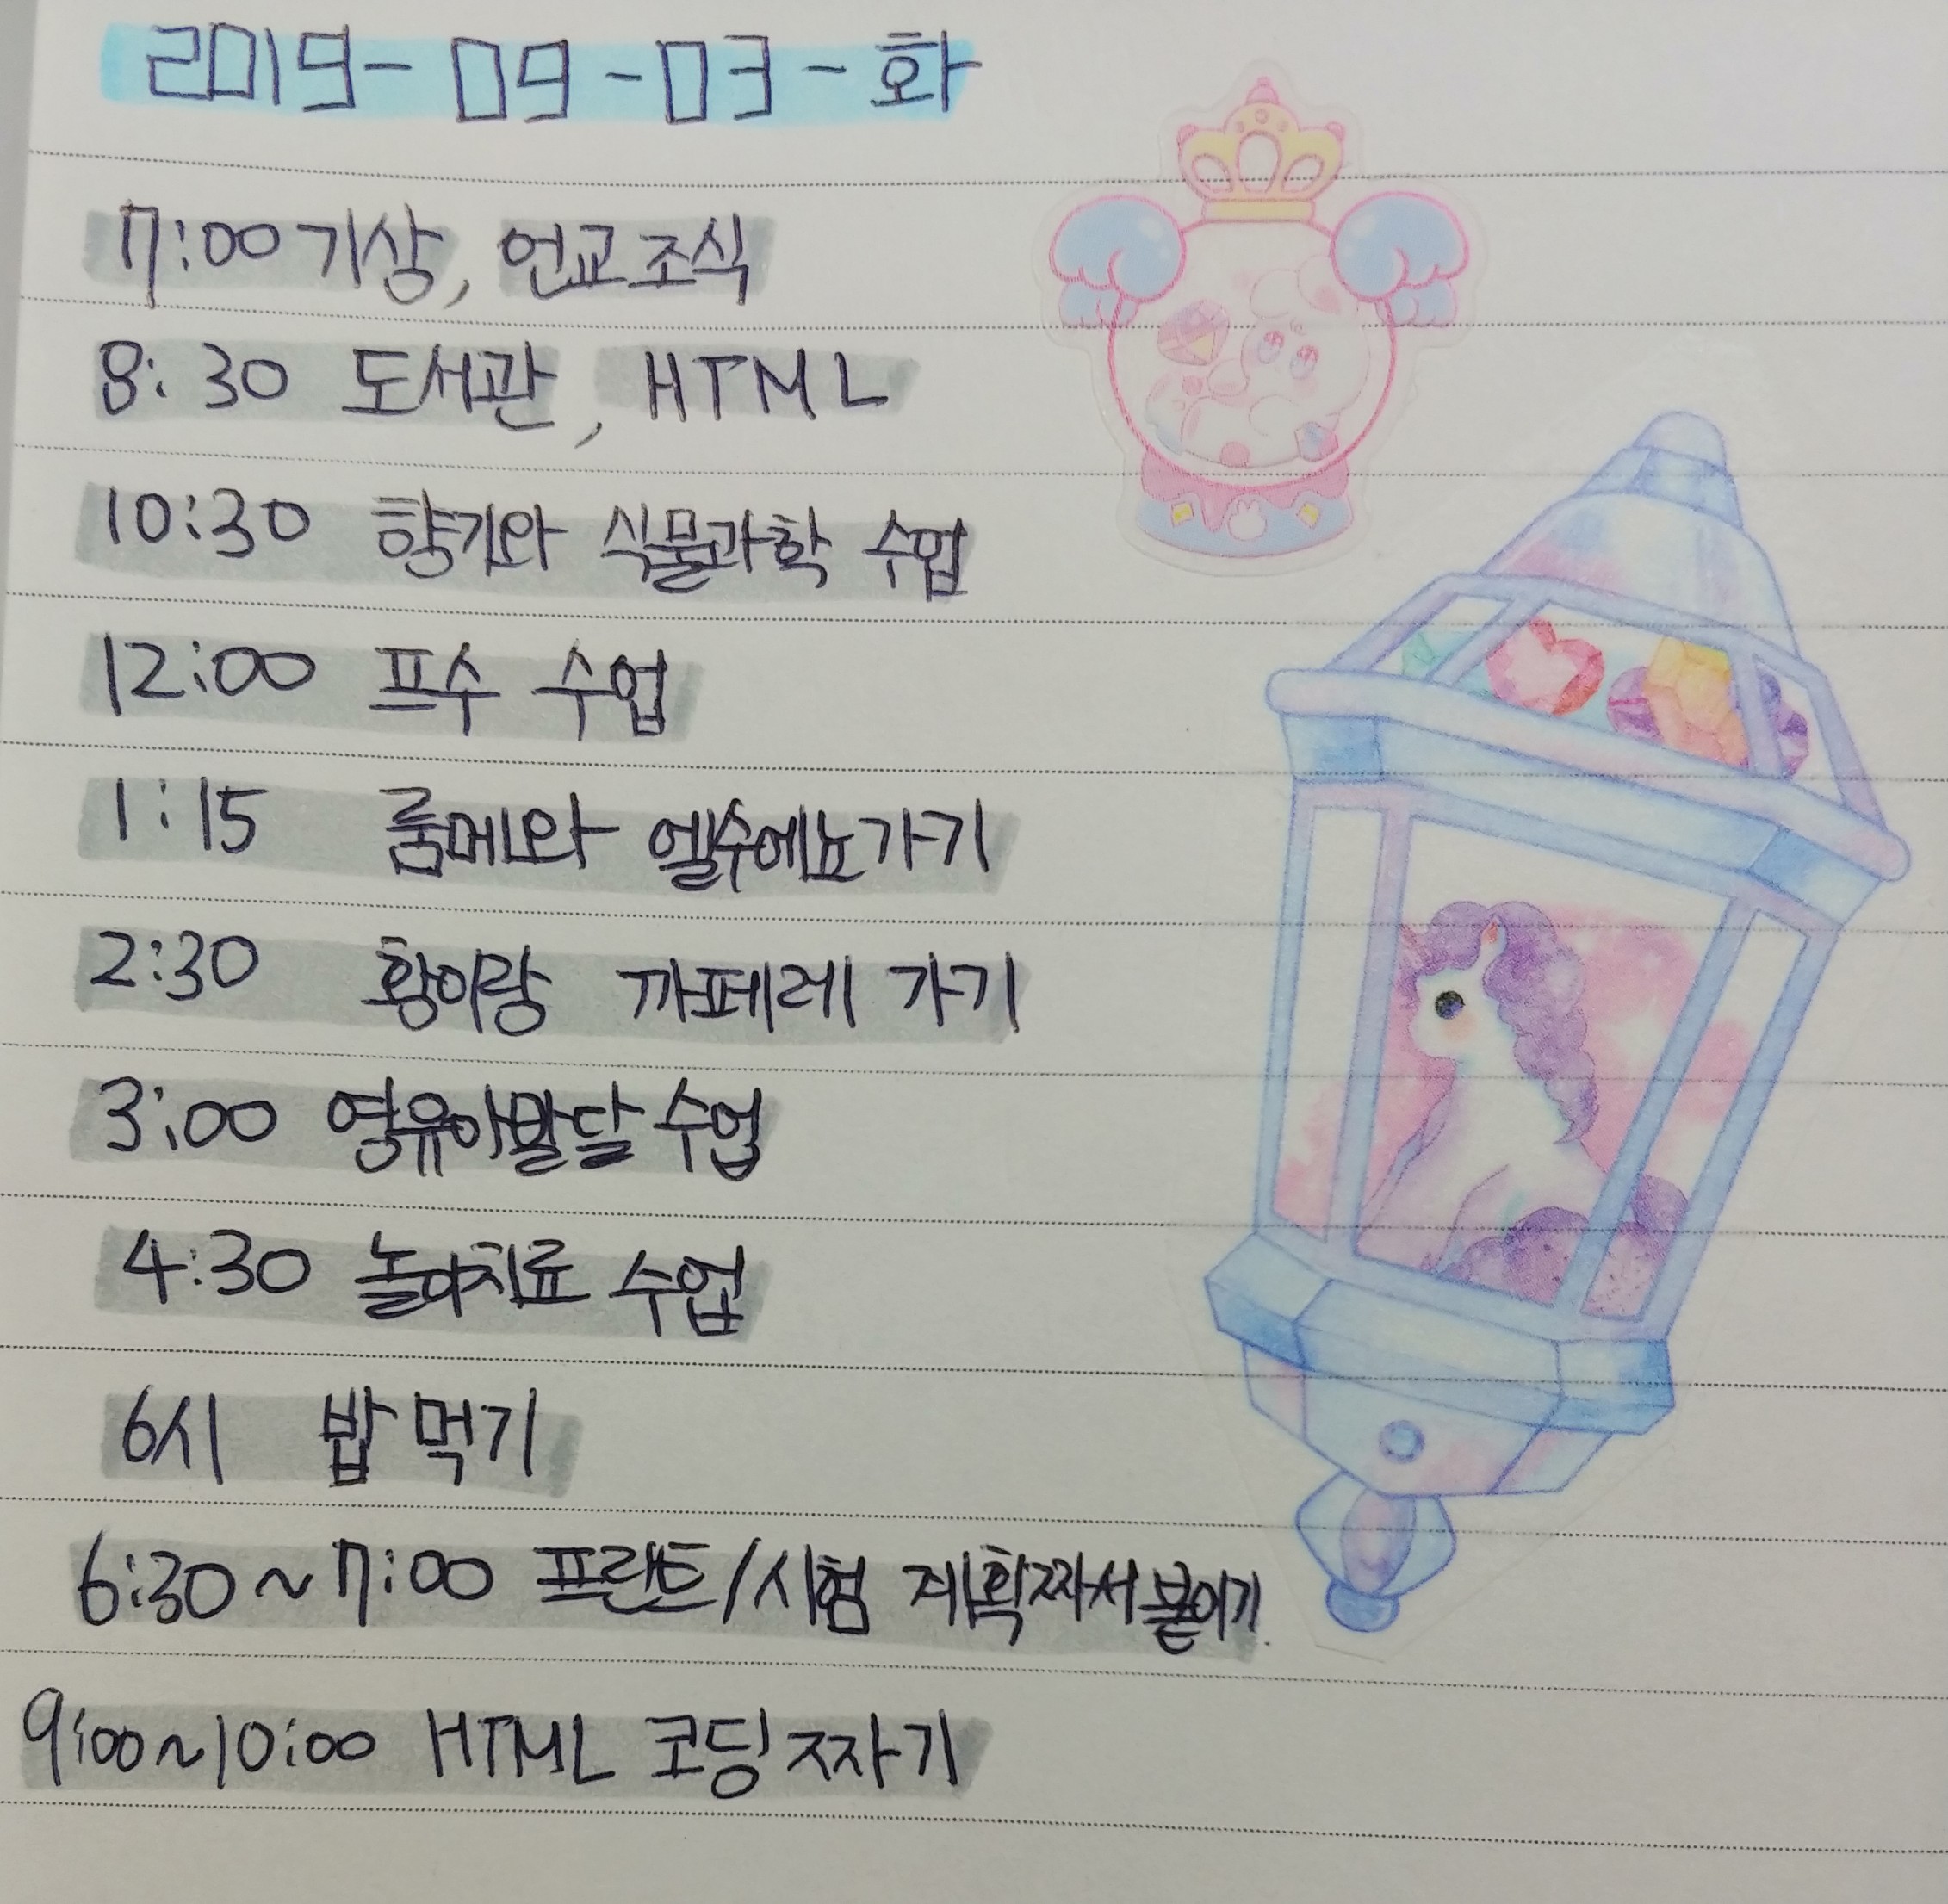 2019-09-03-화
7:00 기상, 언교조식
8:30 도서관, HTML
10:30 향기와 식물과학 수업
12:00 프수 수업
1:15 룸메와 엘수에뇨가기
2:30 황이랑 까페레 가기
3:00 영유아발달 수업
4:30 놀이치료 수업
6시 밥 먹기
6:30~7:00 프린트/시험 계획짜서 붙이기.
9:00~10:00 HTML 코딩 짜기